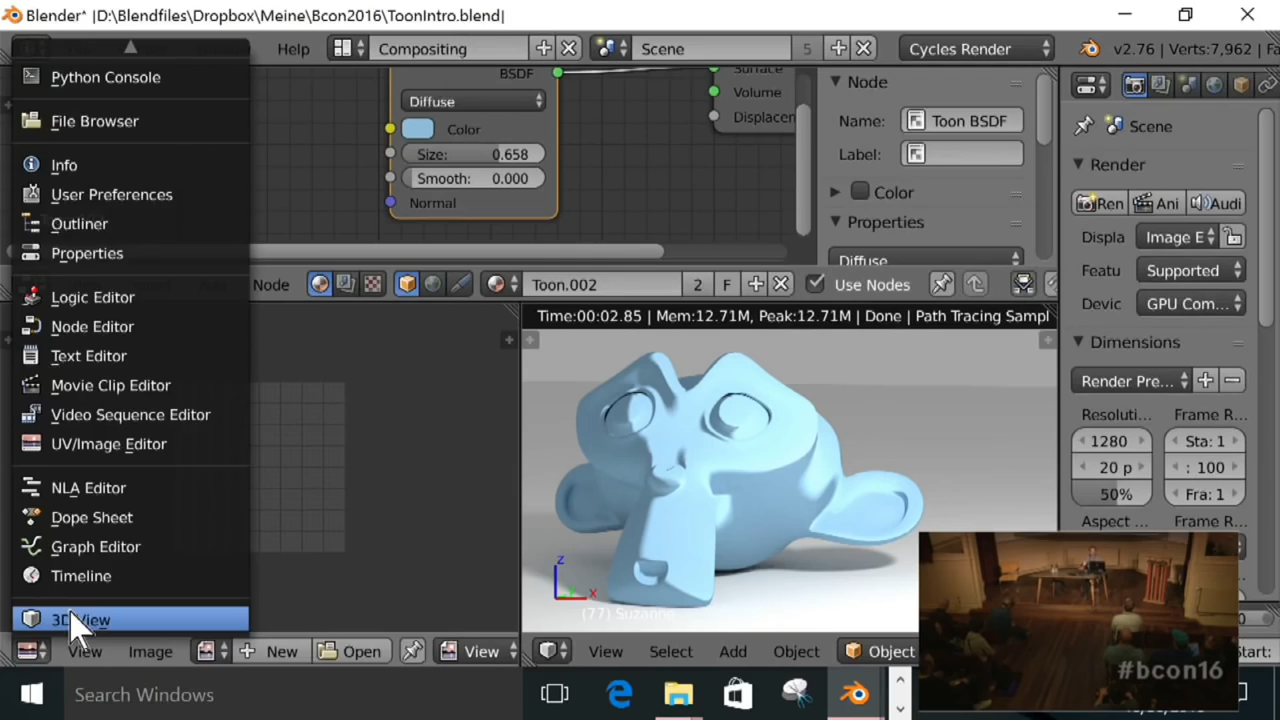 Blender* [D:\Blendfiles\Dropbox\Meine\Bcon2016\ToonIntro.blend]
Help
Compositing
Scene
5
Cycles Render
v2.76 | Verts:7,962 | Fa
Python Console
File Browser
Info
User Preferences
Outliner
Properties
Logic Editor
Node Editor
Text Editor
Movie Clip Editor
Video Sequence Editor
UV/Image Editor
NLA Editor
Dope Sheet
Graph Editor
Timeline
3D View
BSDF
Diffuse
Color
Size: 0.658
Smooth: 0.000
Normal
Surface
Volume
Displacen
Node
Name: Toon BSDF
Label:
Color
Properties
Diffuse
Node
Toon.002
2
F
Use Nodes
Time:00:02.85 | Mem:12.71M, Peak:12.71M | Done | Path Tracing Sampl
z
x
(77) Suzanne
Scene
Render
Ren
Ani
Audi
Displa Image E
Featu Supported
Devic GPU Com...
Dimensions
Render Pre...
Resoluti... Frame R...
1280 Sta: 1
20 p : 100
50% Fra: 1
Aspect ... Frame R...
View
Image
New
Open
View
View
Select
Add
Object
Object
Start:
#bcon16
Search Windows